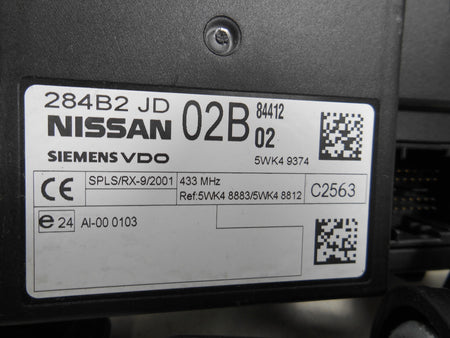 284B2 JD 02B 84412
NISSAN 02
SIEMENS VDO 5WK4 9374
CE SPLS/RX-9/2001 433 MHz C2563
Ref:5WK4 8883/5WK4 8812
e 24 AI-00 0103